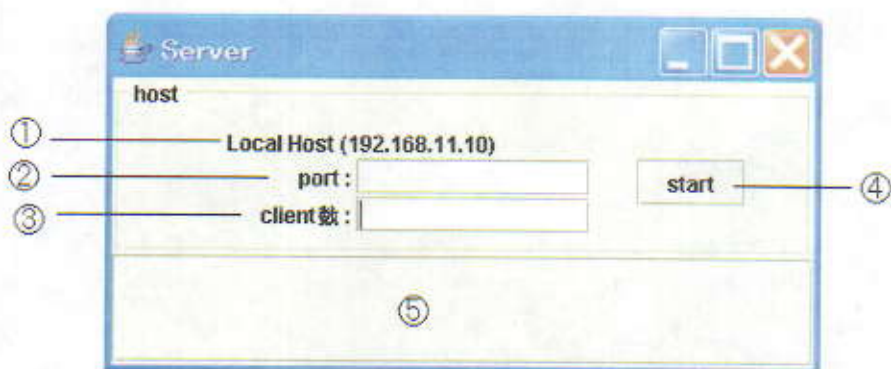 Server
host
① Local Host (192.168.11.10)
② port :
start ④
③ client数 :
⑤